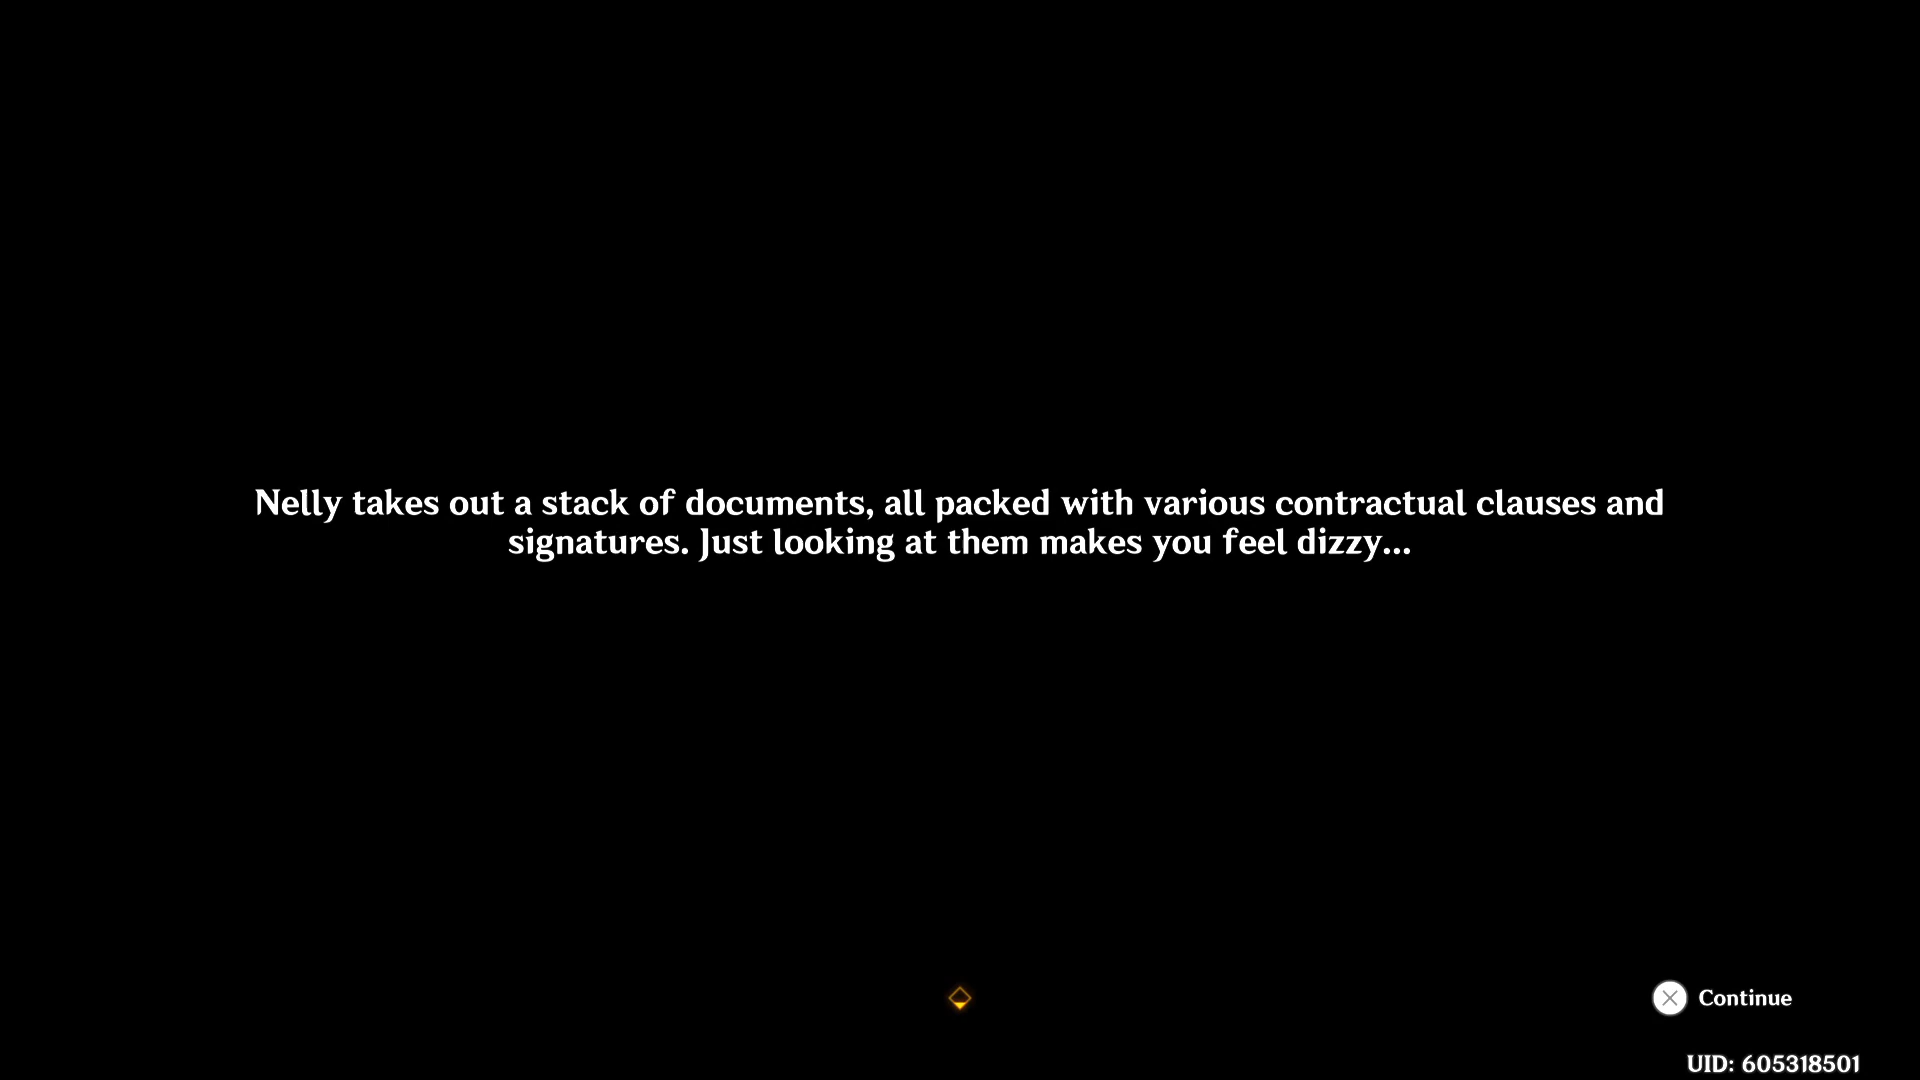 Nelly takes out a stack of documents, all packed with various contractual clauses and
signatures. Just looking at them makes you feel dizzy...
Continue
UID: 605318501